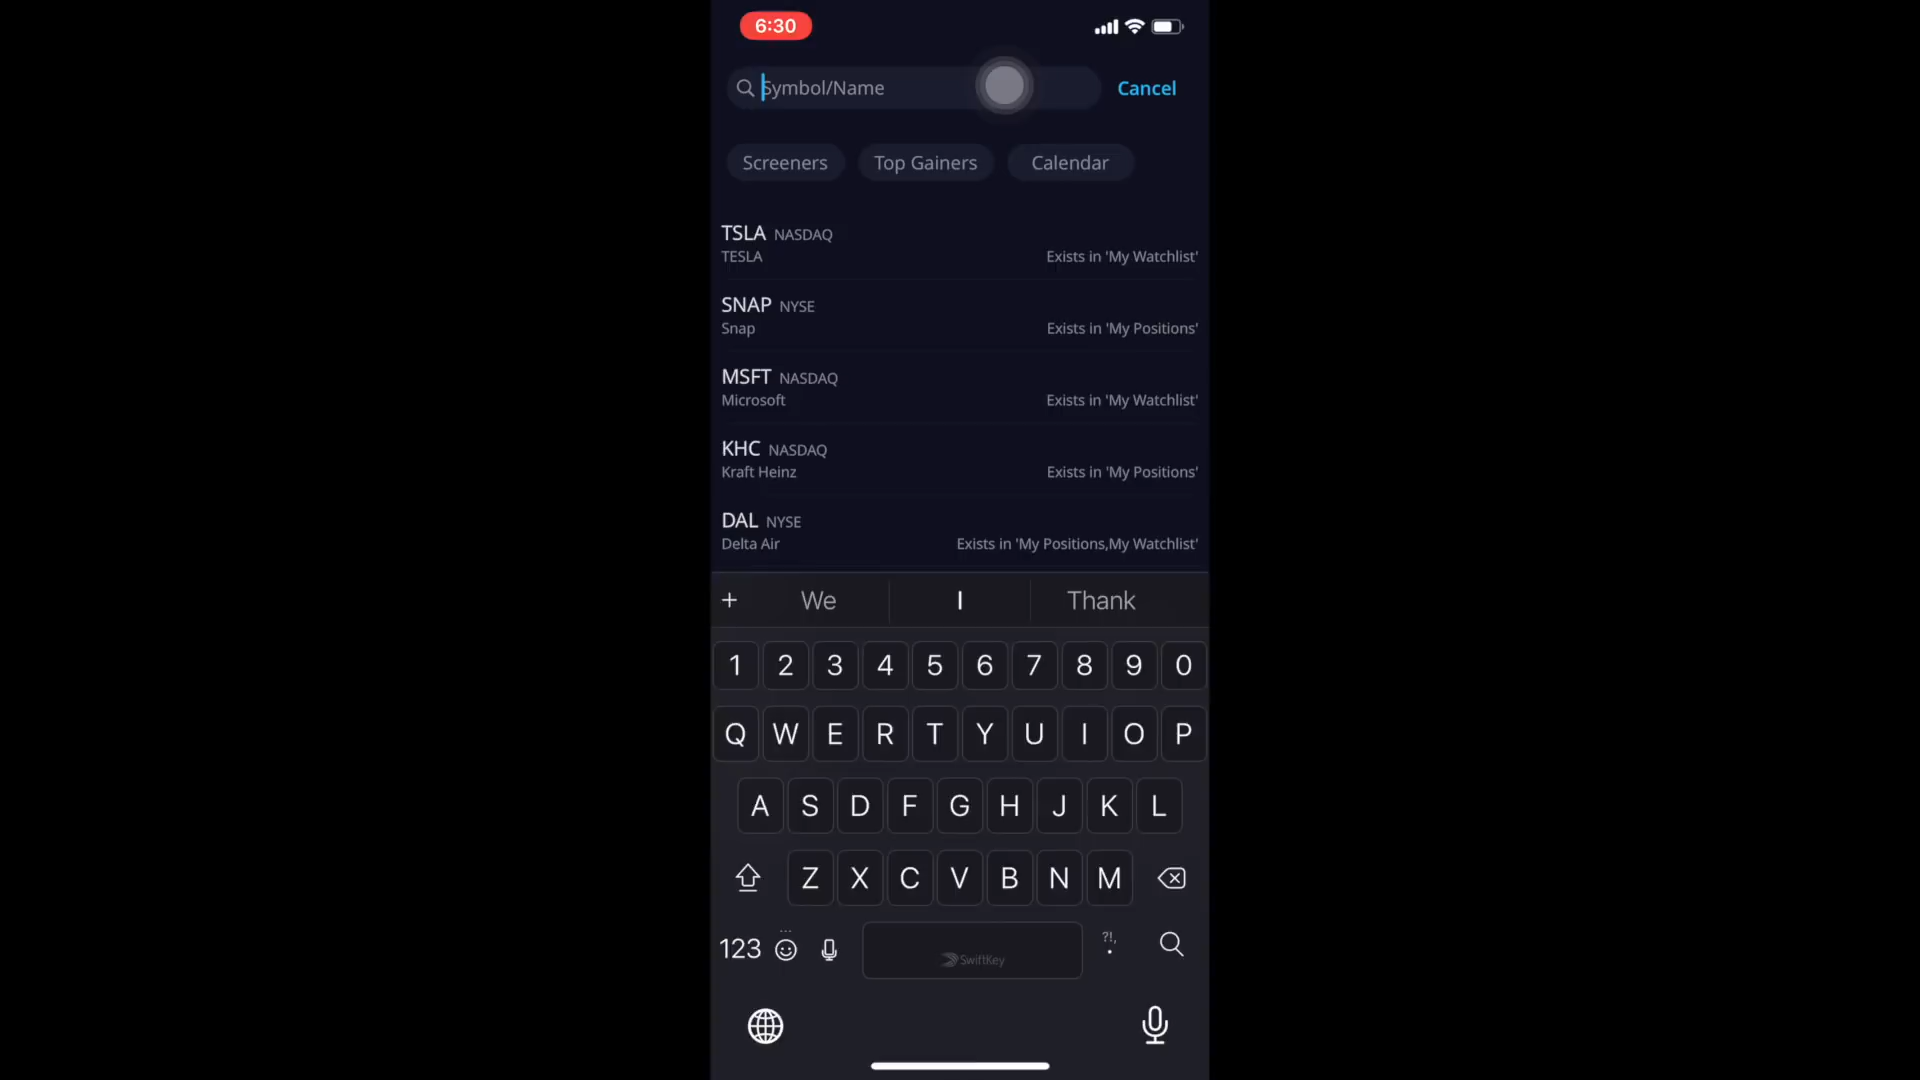 6:30
Symbol/Name
Cancel
Screeners
Top Gainers
Calendar
TSLA NASDAQ
TESLA
Exists in 'My Watchlist'
SNAP NYSE
Snap
Exists in 'My Positions'
MSFT NASDAQ
Microsoft
Exists in 'My Watchlist'
KHC NASDAQ
Kraft Heinz
Exists in 'My Positions'
DAL NYSE
Delta Air
Exists in 'My Positions,My Watchlist'
+ We I Thank
1 2 3 4 5 6 7 8 9 0
Q W E R T Y U I O P
A S D F G H J K L
Z X C V B N M
123
SwiftKey
?!,
.